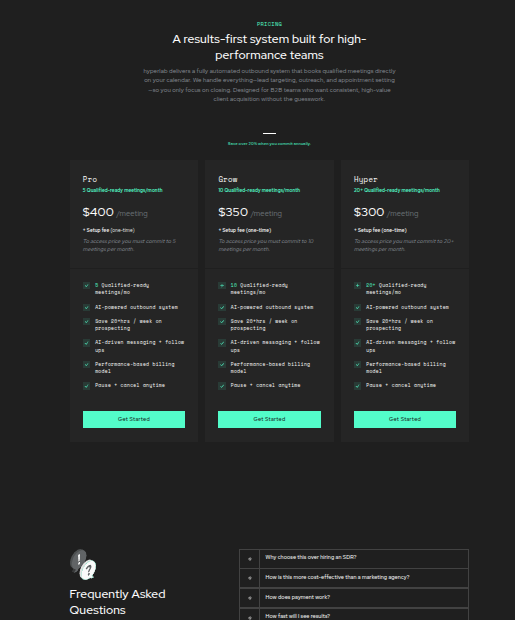 PRICING
A results-first system built for high-
performance teams
hyperlab delivers a fully automated outbound system that books qualified meetings directly
on your calendar. We handle everything—lead targeting, outreach, and appointment setting
—so you only focus on closing. Designed for B2B teams who want consistent, high-value
client acquisition without the guesswork.
Save over 20% when you commit annually.
Pro
5 Qualified-ready meetings/month
$400 /meeting
+ Setup fee (one-time)
To access price you must commit to 5
meetings per month.
5 Qualified-ready
meetings/mo
AI-powered outbound system
Save 20+hrs / week on
prospecting
AI-driven messaging + follow
ups
Performance-based billing
model
Pause + cancel anytime
Get Started
Grow
10 Qualified-ready meetings/month
$350 /meeting
+ Setup fee (one-time)
To access price you must commit to 10
meetings per month.
10 Qualified-ready
meetings/mo
AI-powered outbound system
Save 20+hrs / week on
prospecting
AI-driven messaging + follow
ups
Performance-based billing
model
Pause + cancel anytime
Get Started
Hyper
20+ Qualified-ready meetings/month
$300 /meeting
+ Setup fee (one-time)
To access price you must commit to 20+
meetings per month.
20+ Qualified-ready
meetings/mo
AI-powered outbound system
Save 20+hrs / week on
prospecting
AI-driven messaging + follow
ups
Performance-based billing
model
Pause + cancel anytime
Get Started
Frequently Asked
Questions
Why choose this over hiring an SDR?
How is this more cost-effective than a marketing agency?
How does payment work?
How fast will I see results?